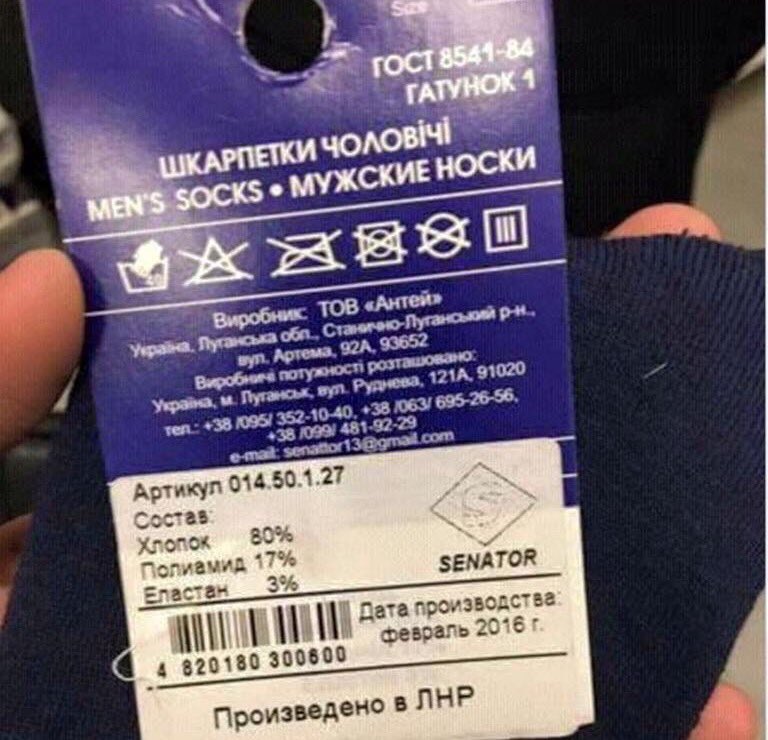 Size
ГОСТ 8541-84
ГАТУНОК 1
ШКАРПЕТКИ ЧОЛОВІЧІ
MEN'S SOCKS • МУЖСКИЕ НОСКИ
40
Виробник: ТОВ «Антей»
Україна, Луганська обл., Станично-Луганський р-н.,
вул. Артема, 92А, 93652
Виробничі потужності розташовано:
Україна, м. Луганськ, вул. Руднева, 121А, 91020
тел.: +38 /095/ 352-10-40, +38 /063/ 695-26-56,
+38 /099/ 481-92-29
e-mail: senattor13@gmail.com
Артикул 014.50.1.27
Состав:
Хлопок 80%
Полиамид 17%
Еластан 3%
S
SENATOR
Дата производства:
февраль 2016 г.
4 820180 300600
Произведено в ЛНР